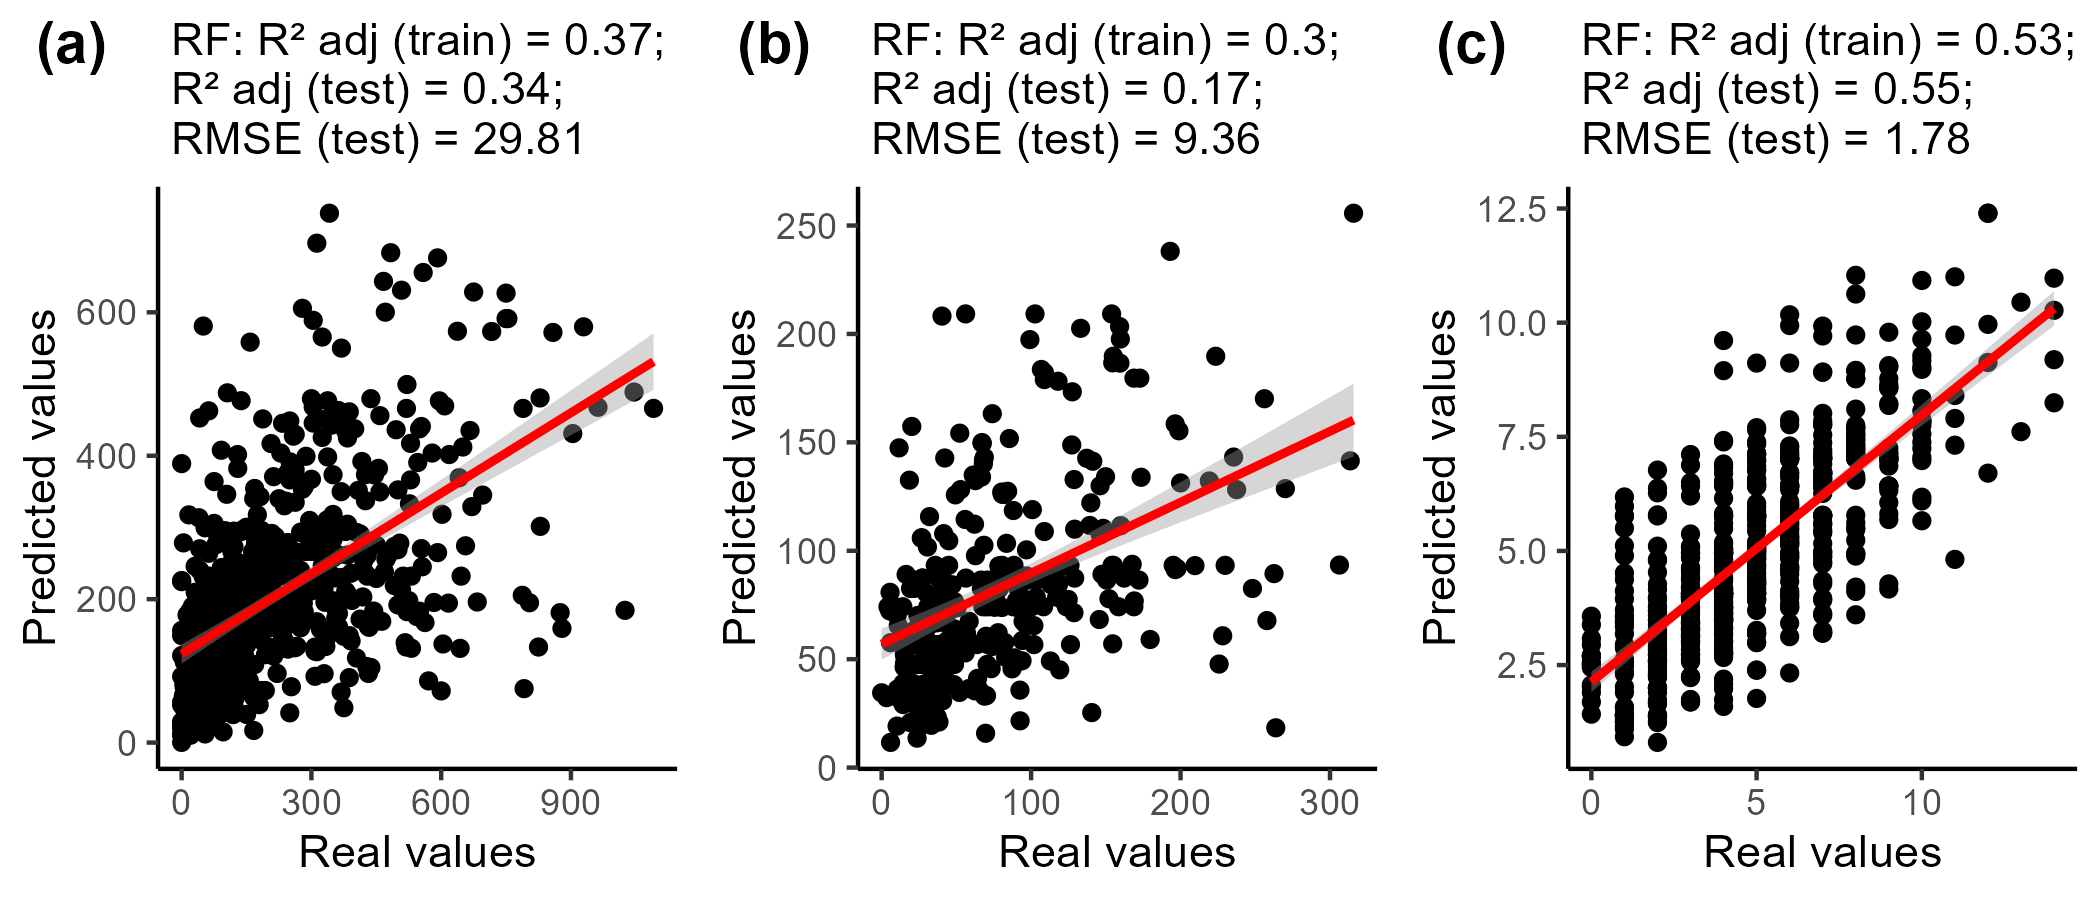 (a) RF: R² adj (train) = 0.37;
R² adj (test) = 0.34;
RMSE (test) = 29.81
Predicted values
600
400
200
0
0 300 600 900
Real values
(b) RF: R² adj (train) = 0.3;
R² adj (test) = 0.17;
RMSE (test) = 9.36
Predicted values
250
200
150
100
50
0
0 100 200 300
Real values
(c) RF: R² adj (train) = 0.53;
R² adj (test) = 0.55;
RMSE (test) = 1.78
Predicted values
12.5
10.0
7.5
5.0
2.5
0 5 10
Real values